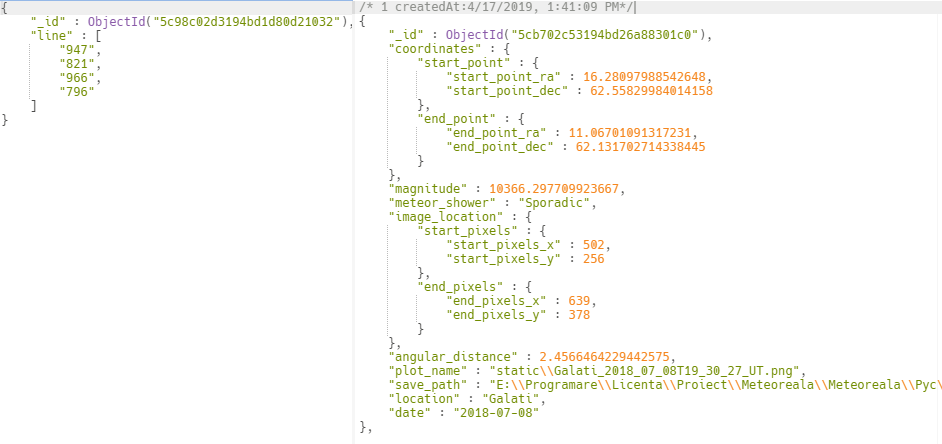 {
    "_id" : ObjectId("5c98c02d3194bd1d80d21032"),
    "line" : [
        "947",
        "821",
        "966",
        "796"
    ]
}
/* 1 createdAt:4/17/2019, 1:41:09 PM*/
{
    "_id" : ObjectId("5cb702c53194bd26a88301c0"),
    "coordinates" : {
        "start_point" : {
            "start_point_ra" : 16.28097988542648,
            "start_point_dec" : 62.55829984014158
        },
        "end_point" : {
            "end_point_ra" : 11.06701091317231,
            "end_point_dec" : 62.131702714338445
        }
    },
    "magnitude" : 10366.297709923667,
    "meteor_shower" : "Sporadic",
    "image_location" : {
        "start_pixels" : {
            "start_pixels_x" : 502,
            "start_pixels_y" : 256
        },
        "end_pixels" : {
            "end_pixels_x" : 639,
            "end_pixels_y" : 378
        }
    },
    "angular_distance" : 2.4566464229442575,
    "plot_name" : "static\\Galati_2018_07_08T19_30_27_UT.png",
    "save_path" : "E:\\Programare\\Licenta\\Proiect\\Meteoreala\\Meteoreala\\Pyc\
    "location" : "Galati",
    "date" : "2018-07-08"
},